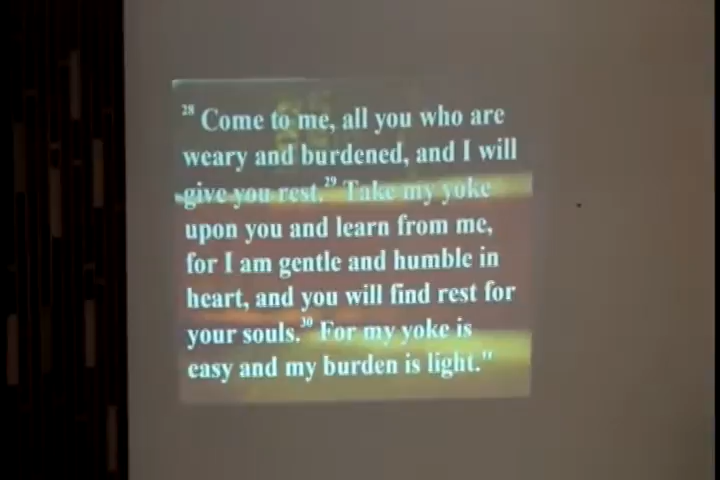 28 Come to me, all you who are
weary and burdened, and I will
give you rest. 29 Take my yoke
upon you and learn from me,
for I am gentle and humble in
heart, and you will find rest for
your souls. 30 For my yoke is
easy and my burden is light."